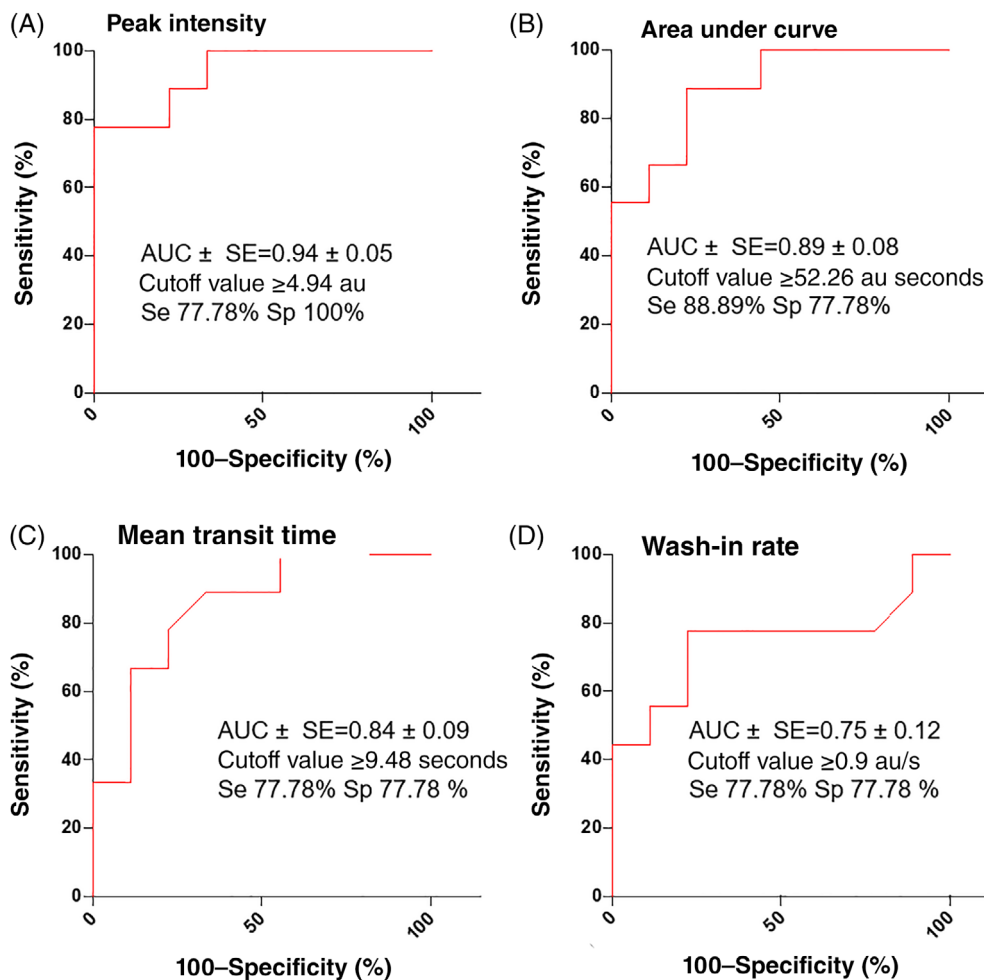 (A) Peak intensity
100
80
60
40
20
0
Sensitivity (%)
AUC ± SE=0.94 ± 0.05
Cutoff value ≥4.94 au
Se 77.78% Sp 100%
0 50 100
100–Specificity (%)
(B) Area under curve
100
80
60
40
20
0
Sensitivity (%)
AUC ± SE=0.89 ± 0.08
Cutoff value ≥52.26 au seconds
Se 88.89% Sp 77.78%
0 50 100
100–Specificity (%)
(C) Mean transit time
100
80
60
40
20
0
Sensitivity (%)
AUC ± SE=0.84 ± 0.09
Cutoff value ≥9.48 seconds
Se 77.78% Sp 77.78 %
0 50 100
100–Specificity (%)
(D) Wash-in rate
100
80
60
40
20
0
Sensitivity (%)
AUC ± SE=0.75 ± 0.12
Cutoff value ≥0.9 au/s
Se 77.78% Sp 77.78 %
0 50 100
100–Specificity (%)